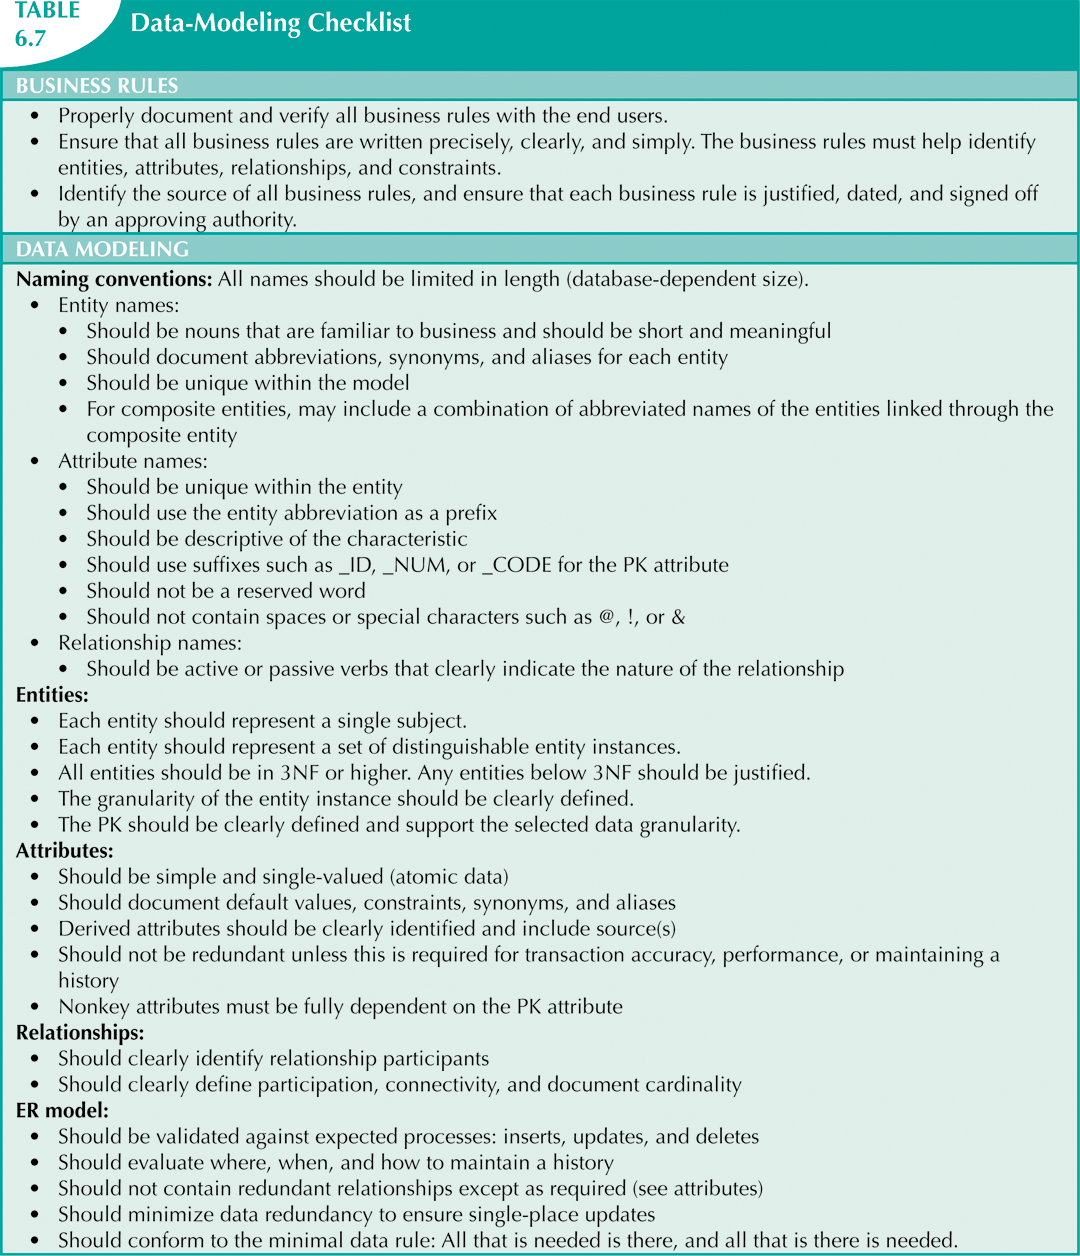 TABLE
6.7
Data-Modeling Checklist
BUSINESS RULES
• Properly document and verify all business rules with the end users.
• Ensure that all business rules are written precisely, clearly, and simply. The business rules must help identify
entities, attributes, relationships, and constraints.
• Identify the source of all business rules, and ensure that each business rule is justified, dated, and signed off
by an approving authority.
DATA MODELING
Naming conventions: All names should be limited in length (database-dependent size).
• Entity names:
• Should be nouns that are familiar to business and should be short and meaningful
• Should document abbreviations, synonyms, and aliases for each entity
• Should be unique within the model
• For composite entities, may include a combination of abbreviated names of the entities linked through the
composite entity
• Attribute names:
• Should be unique within the entity
• Should use the entity abbreviation as a prefix
• Should be descriptive of the characteristic
• Should use suffixes such as _ID, _NUM, or _CODE for the PK attribute
• Should not be a reserved word
• Should not contain spaces or special characters such as @, !, or &
• Relationship names:
• Should be active or passive verbs that clearly indicate the nature of the relationship
Entities:
• Each entity should represent a single subject.
• Each entity should represent a set of distinguishable entity instances.
• All entities should be in 3NF or higher. Any entities below 3NF should be justified.
• The granularity of the entity instance should be clearly defined.
• The PK should be clearly defined and support the selected data granularity.
Attributes:
• Should be simple and single-valued (atomic data)
• Should document default values, constraints, synonyms, and aliases
• Derived attributes should be clearly identified and include source(s)
• Should not be redundant unless this is required for transaction accuracy, performance, or maintaining a
history
• Nonkey attributes must be fully dependent on the PK attribute
Relationships:
• Should clearly identify relationship participants
• Should clearly define participation, connectivity, and document cardinality
ER model:
• Should be validated against expected processes: inserts, updates, and deletes
• Should evaluate where, when, and how to maintain a history
• Should not contain redundant relationships except as required (see attributes)
• Should minimize data redundancy to ensure single-place updates
• Should conform to the minimal data rule: All that is needed is there, and all that is there is needed.